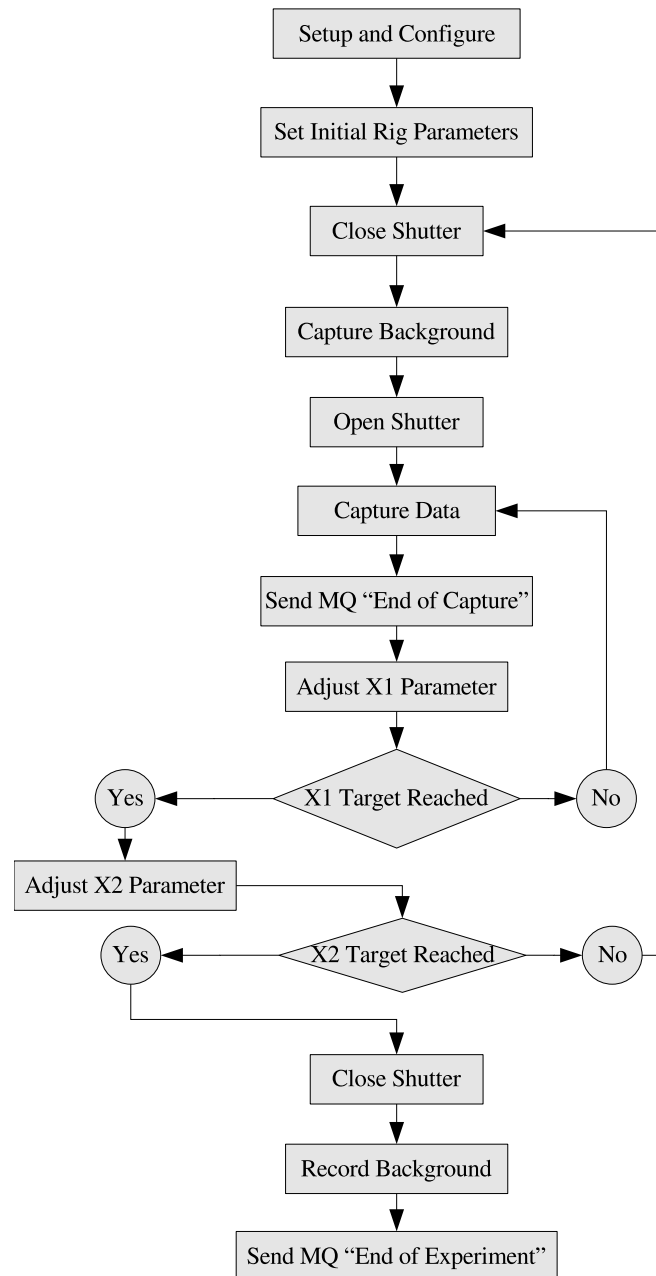 Setup and Configure
Set Initial Rig Parameters
Close Shutter
Capture Background
Open Shutter
Capture Data
Send MQ “End of Capture”
Adjust X1 Parameter
Yes
X1 Target Reached
No
Adjust X2 Parameter
Yes
X2 Target Reached
No
Close Shutter
Record Background
Send MQ “End of Experiment”